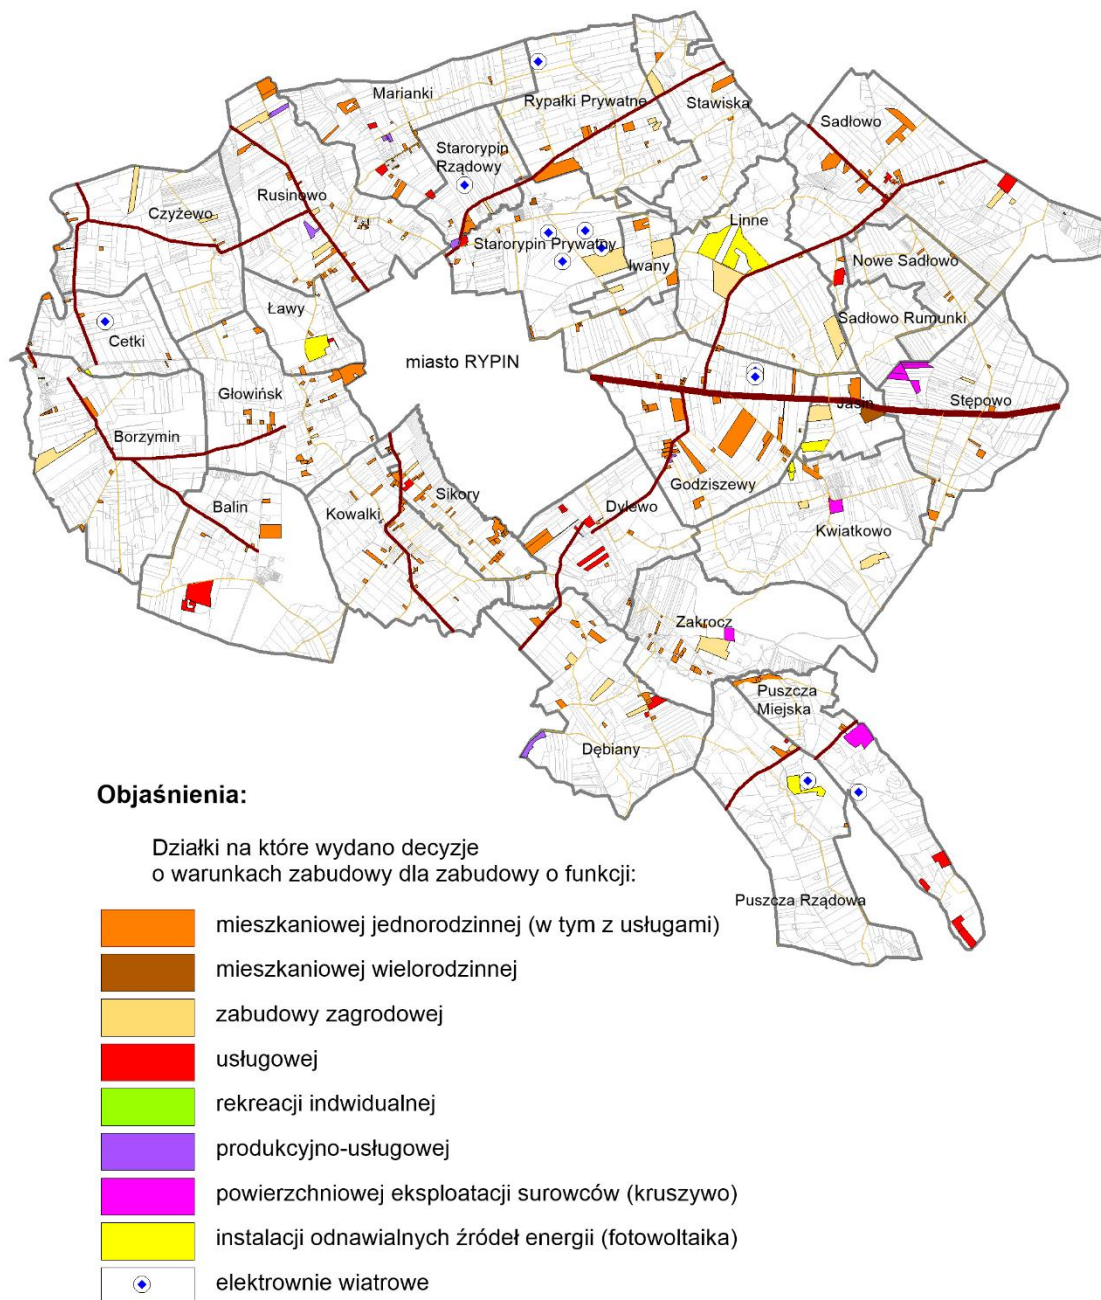 Marianki
Rypałki Prywatne
Stawiska
Sadłowo
Starorypin
Rządowy
Rusinowo
Czyżewo
Linne
Starorypin Prywatny
Iwany
Nowe Sadłowo
Ławy
Sadłowo Rumunki
Cetki
miasto RYPIN
Głowińsk
Jasin
Stępowo
Borzymin
Balin
Kowalki
Sikory
Dylewo
Godziszewy
Kwiatkowo
Zakrocz
Puszcza
Miejska
Dębiany
Puszcza Rządowa
Objaśnienia:
Działki na które wydano decyzje
o warunkach zabudowy dla zabudowy o funkcji:
mieszkaniowej jednorodzinnej (w tym z usługami)
mieszkaniowej wielorodzinnej
zabudowy zagrodowej
usługowej
rekreacji indwidualnej
produkcyjno-usługowej
powierzchniowej eksploatacji surowców (kruszywo)
instalacji odnawialnych źródeł energii (fotowoltaika)
elektrownie wiatrowe